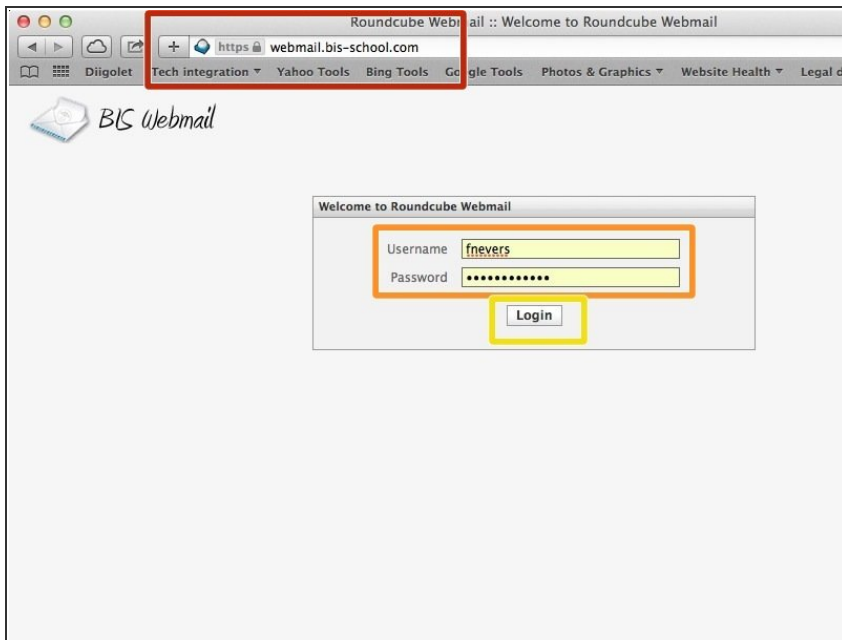 Roundcube Webmail :: Welcome to Roundcube Webmail
https webmail.bis-school.com
Diigolet Tech integration Yahoo Tools Bing Tools Google Tools Photos & Graphics Website Health Legal
BIS Webmail
Welcome to Roundcube Webmail
Username fnevers
Password ••••••••••••
Login